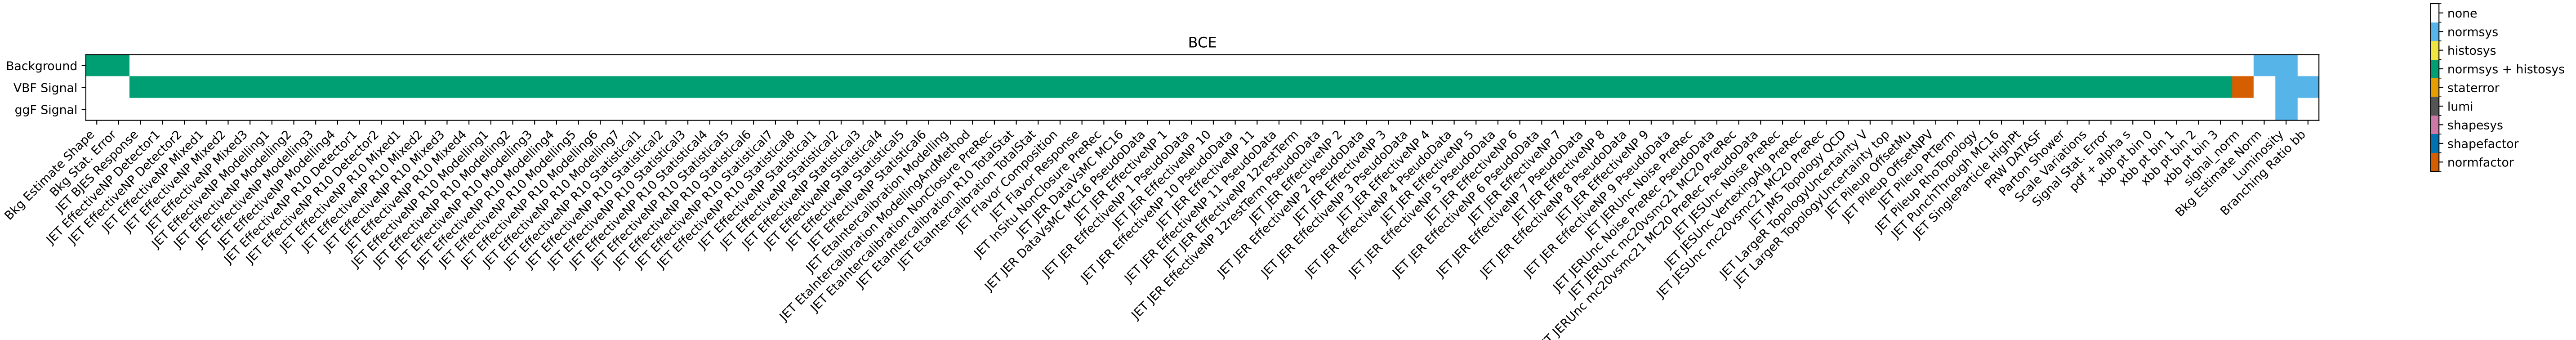 BCE
Background
VBF Signal
ggF Signal
none
normsys
histosys
normsys + histosys
staterror
lumi
shapesys
shapefactor
normfactor
Bkg Estimate Shape
Bkg Stat. Error
JET BJES Response
JET EffectiveNP Detector1
JET EffectiveNP Detector2
JET EffectiveNP Mixed1
JET EffectiveNP Mixed2
JET EffectiveNP Mixed3
JET EffectiveNP Modelling1
JET EffectiveNP Modelling2
JET EffectiveNP Modelling3
JET EffectiveNP Modelling4
JET EffectiveNP R10 Detector1
JET EffectiveNP R10 Detector2
JET EffectiveNP R10 Mixed1
JET EffectiveNP R10 Mixed2
JET EffectiveNP R10 Mixed3
JET EffectiveNP R10 Mixed4
JET EffectiveNP R10 Modelling1
JET EffectiveNP R10 Modelling2
JET EffectiveNP R10 Modelling3
JET EffectiveNP R10 Modelling4
JET EffectiveNP R10 Modelling5
JET EffectiveNP R10 Modelling6
JET EffectiveNP R10 Modelling7
JET EffectiveNP R10 Statistical1
JET EffectiveNP R10 Statistical2
JET EffectiveNP R10 Statistical3
JET EffectiveNP R10 Statistical4
JET EffectiveNP R10 Statistical5
JET EffectiveNP R10 Statistical6
JET EffectiveNP R10 Statistical7
JET EffectiveNP R10 Statistical8
JET EffectiveNP Statistical1
JET EffectiveNP Statistical2
JET EffectiveNP Statistical3
JET EffectiveNP Statistical4
JET EffectiveNP Statistical5
JET EffectiveNP Statistical6
JET EtaIntercalibration Modelling
JET EtaIntercalibration ModellingAndMethod
JET EtaIntercalibration NonClosure PreRec
JET EtaIntercalibration R10 TotalStat
JET EtaIntercalibration TotalStat
JET Flavor Composition
JET Flavor Response
JET InSitu NonClosure PreRec
JET JER DataVsMC MC16
JET JER DataVsMC MC16 PseudoData
JET JER EffectiveNP 1
JET JER EffectiveNP 1 PseudoData
JET JER EffectiveNP 10
JET JER EffectiveNP 10 PseudoData
JET JER EffectiveNP 11
JET JER EffectiveNP 11 PseudoData
JET JER EffectiveNP 12restTerm
JET JER EffectiveNP 12restTerm PseudoData
JET JER EffectiveNP 2
JET JER EffectiveNP 2 PseudoData
JET JER EffectiveNP 3
JET JER EffectiveNP 3 PseudoData
JET JER EffectiveNP 4
JET JER EffectiveNP 4 PseudoData
JET JER EffectiveNP 5
JET JER EffectiveNP 5 PseudoData
JET JER EffectiveNP 6
JET JER EffectiveNP 6 PseudoData
JET JER EffectiveNP 7
JET JER EffectiveNP 7 PseudoData
JET JER EffectiveNP 8
JET JER EffectiveNP 8 PseudoData
JET JER EffectiveNP 9
JET JER EffectiveNP 9 PseudoData
JET JERUnc Noise PreRec
JET JERUnc Noise PreRec PseudoData
JET JERUnc mc20vsmc21 MC20 PreRec
JERUnc mc20vsmc21 MC20 PreRec PseudoData
JET JESUnc Noise PreRec
JET JESUnc VertexingAlg PreRec
JET JESUnc mc20vsmc21 MC20 PreRec
JET JMS Topology QCD
JET LargeR TopologyUncertainty V
JET LargeR TopologyUncertainty top
JET Pileup OffsetMu
JET Pileup OffsetNPV
JET Pileup PtTerm
JET Pileup RhoTopology
JET PunchThrough MC16
JET SingleParticle HighPt
PRW DATASF
Parton Shower
Scale Variations
Signal Stat. Error
pdf + alpha s
xbb pt bin 0
xbb pt bin 1
xbb pt bin 2
xbb pt bin 3
signal_norm
Bkg Estimate Norm
Luminosity
Branching Ratio bb